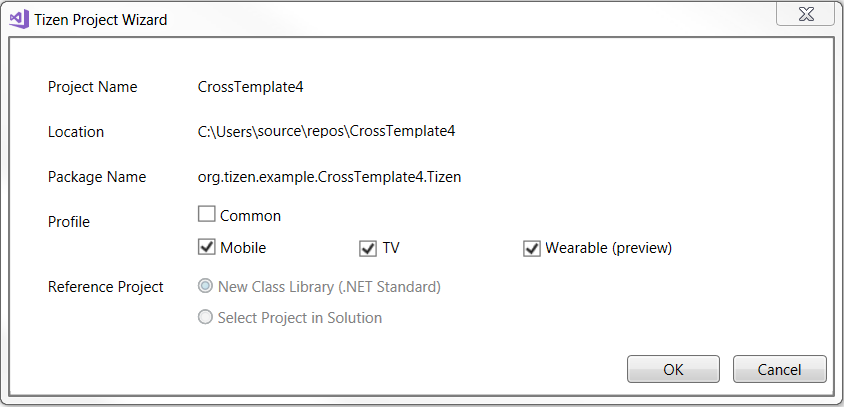 Tizen Project Wizard
Project Name CrossTemplate4
Location C:\Users\source\repos\CrossTemplate4
Package Name org.tizen.example.CrossTemplate4.Tizen
Profile Common
Mobile TV Wearable (preview)
Reference Project New Class Library (.NET Standard)
Select Project in Solution
OK Cancel